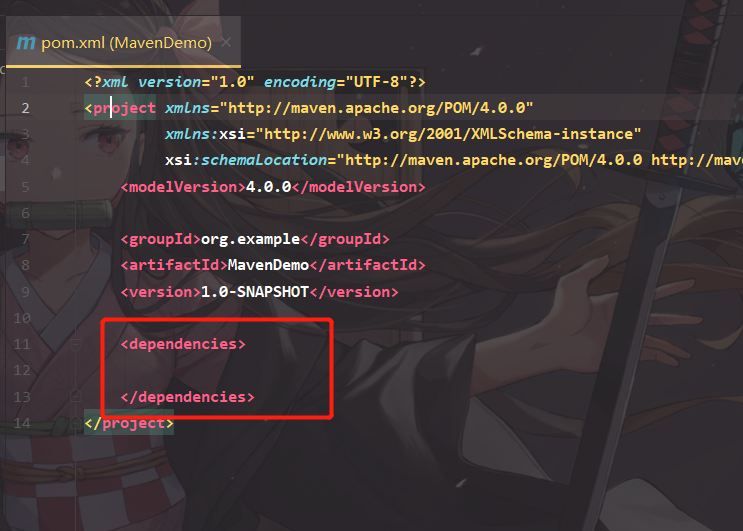 m pom.xml (MavenDemo) ×
1 <?xml version="1.0" encoding="UTF-8"?>
2 <project xmlns="http://maven.apache.org/POM/4.0.0"
3 xmlns:xsi="http://www.w3.org/2001/XMLSchema-instance"
4 xsi:schemaLocation="http://maven.apache.org/POM/4.0.0 http://mav
5 <modelVersion>4.0.0</modelVersion>
6
7 <groupId>org.example</groupId>
8 <artifactId>MavenDemo</artifactId>
9 <version>1.0-SNAPSHOT</version>
10
11 <dependencies>
12
13 </dependencies>
14 </project>